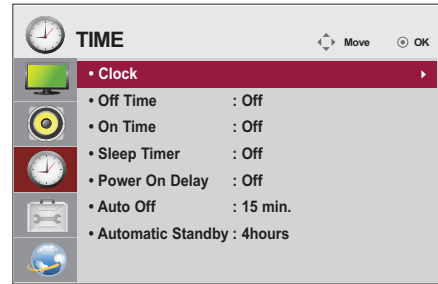 TIME Move OK
• Clock
• Off Time : Off
• On Time : Off
• Sleep Timer : Off
• Power On Delay : Off
• Auto Off : 15 min.
• Automatic Standby : 4hours